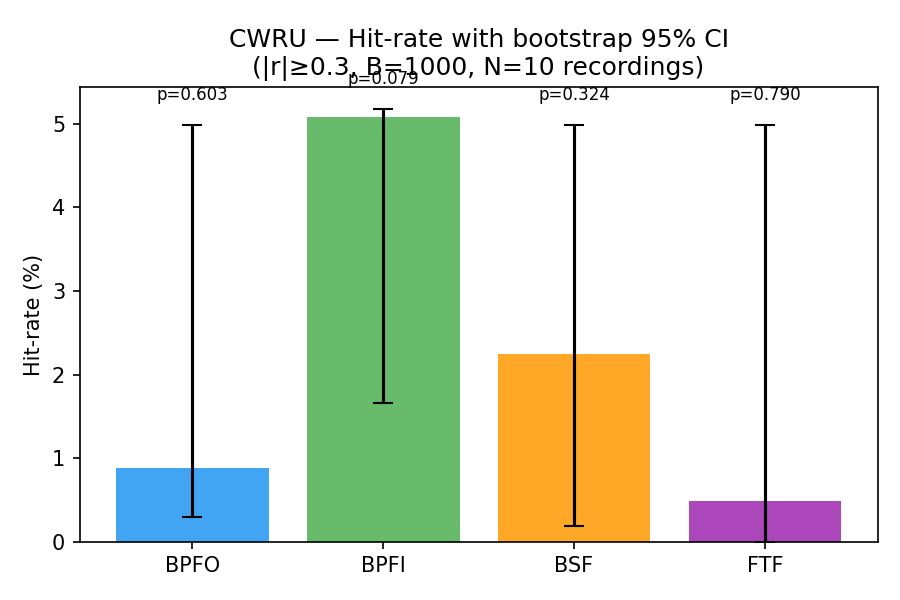 CWRU — Hit-rate with bootstrap 95% CI
(|r|≥0.3, B=1000, N=10 recordings)
p=0.603
p=0.079
p=0.324
p=0.790
Hit-rate (%)
5
4
3
2
1
0
BPFO
BPFI
BSF
FTF